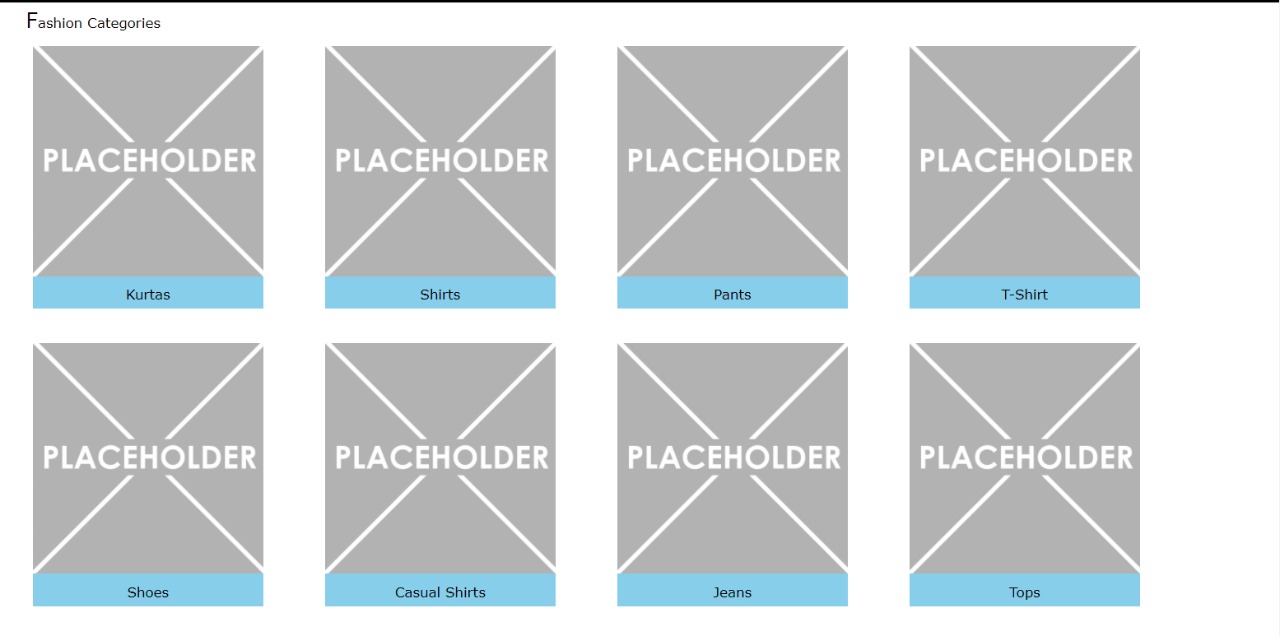 Fashion Categories
PLACEHOLDER PLACEHOLDER PLACEHOLDER PLACEHOLDER
Kurtas Shirts Pants T-Shirt
PLACEHOLDER PLACEHOLDER PLACEHOLDER PLACEHOLDER
Shoes Casual Shirts Jeans Tops